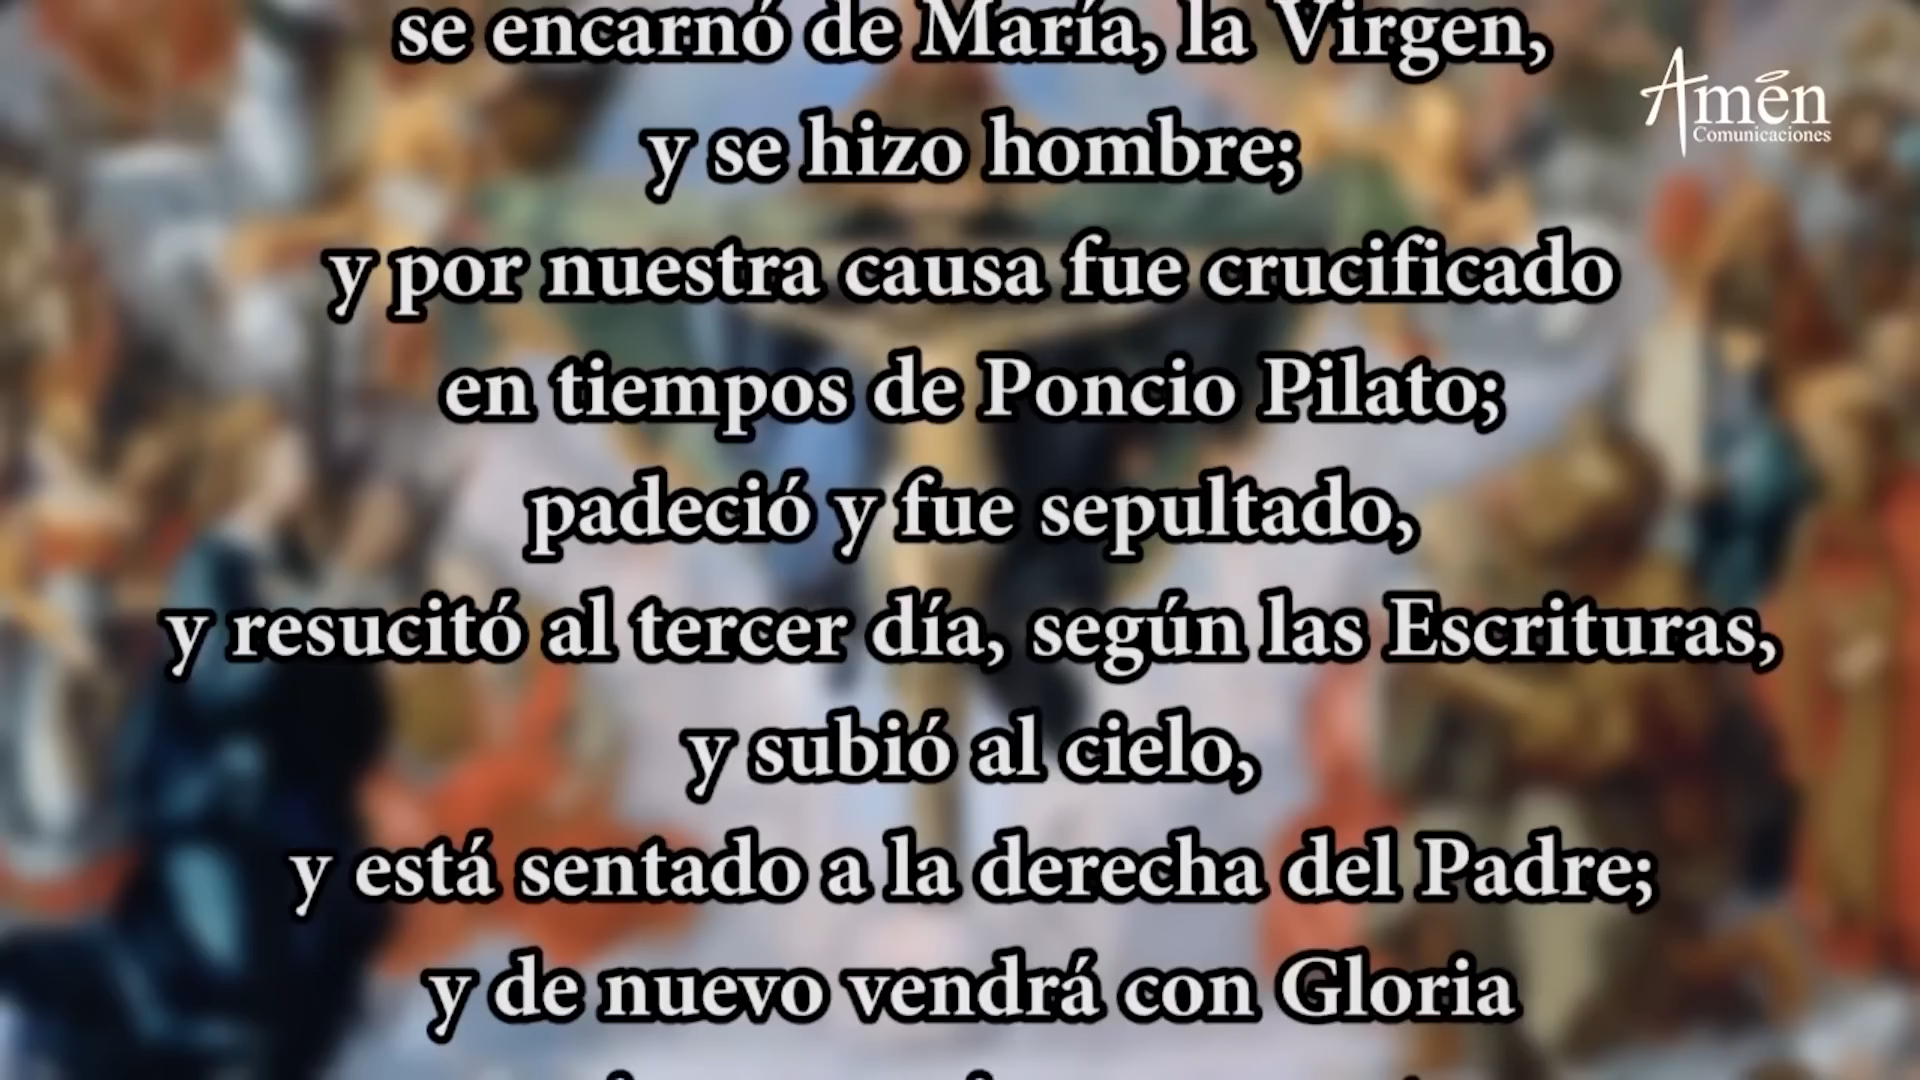 se encarnó de María, la Virgen,
Amén
Comunicaciones
y se hizo hombre;
y por nuestra causa fue crucificado
en tiempos de Poncio Pilato;
padeció y fue sepultado,
y resucitó al tercer día, según las Escrituras,
y subió al cielo,
y está sentado a la derecha del Padre;
y de nuevo vendrá con Gloria